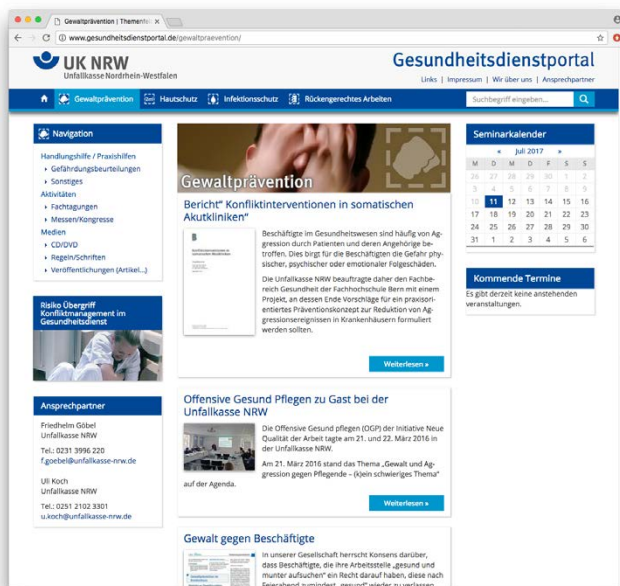 Gewaltprävention | Themenfel
www.gesundheitsdienstportal.de/gewaltpraevention/
UK NRW
Unfallkasse Nordrhein-Westfalen
Gesundheitsdienstportal
Links | Impressum | Wir über uns | Ansprechpartner
Gewaltprävention Hautschutz Infektionsschutz Rückengerechtes Arbeiten
Suchbegriff eingeben...
Navigation
Handlungshilfe / Praxishilfen
Gefährdungsbeurteilungen
Sonstiges
Aktivitäten
Fachtagungen
Messen/Kongresse
Medien
CD/DVD
Regeln/Schriften
Veröffentlichungen (Artikel...)
Risiko Übergriff
Konfliktmanagement im
Gesundheitsdienst
Ansprechpartner
Friedhelm Göbel
Unfallkasse NRW
Tel.: 0231 3996 220
f.goebel@unfallkasse-nrw.de
Uli Koch
Unfallkasse NRW
Tel.: 0251 2102 3301
u.koch@unfallkasse-nrw.de
Gewaltprävention
Bericht" Konfliktinterventionen in somatischen
Akutkliniken“
Beschäftigte im Gesundheitswesen sind häufig von Ag-
gression durch Patienten und deren Angehörige be-
troffen. Dies birgt für die Beschäftigten die Gefahr phy-
sischer, psychischer oder emotionaler Folgeschäden.
Die Unfallkasse NRW beauftragte daher den Fachbe-
reich Gesundheit der Fachhochschule Bern mit einem
Projekt, an dessen Ende Vorschläge für ein praxisori-
entiertes Präventionskonzept zur Reduktion von Ag-
gressionsereignissen in Krankenhäusern formuliert
werden sollten.
Weiterlesen »
Offensive Gesund Pflegen zu Gast bei der
Unfallkasse NRW
Die Offensive Gesund pflegen (OGP) der Initiative Neue
Qualität der Arbeit tagte am 21. und 22. März 2016 in
der Unfallkasse NRW.
Am 21. März 2016 stand das Thema „Gewalt und Ag-
gression gegen Pflegende – (k)ein schwieriges Thema“
auf der Agenda.
Weiterlesen »
Gewalt gegen Beschäftigte
In unserer Gesellschaft herrscht Konsens darüber,
dass Beschäftigte, die ihre Arbeitsstelle „gesund und
munter aufsuchen“ ein Recht darauf haben, diese nach
Feierabend zumindest „gesund“ wieder zu verlassen.
Seminarkalender
« Juli 2017 »
M D M D F S S
26 27 28 29 30 1 2
3 4 5 6 7 8 9
10 11 12 13 14 15 16
17 18 19 20 21 22 23
24 25 26 27 28 29 30
31 1 2 3 4 5 6
Kommende Termine
Es gibt derzeit keine anstehenden
veranstaltungen.